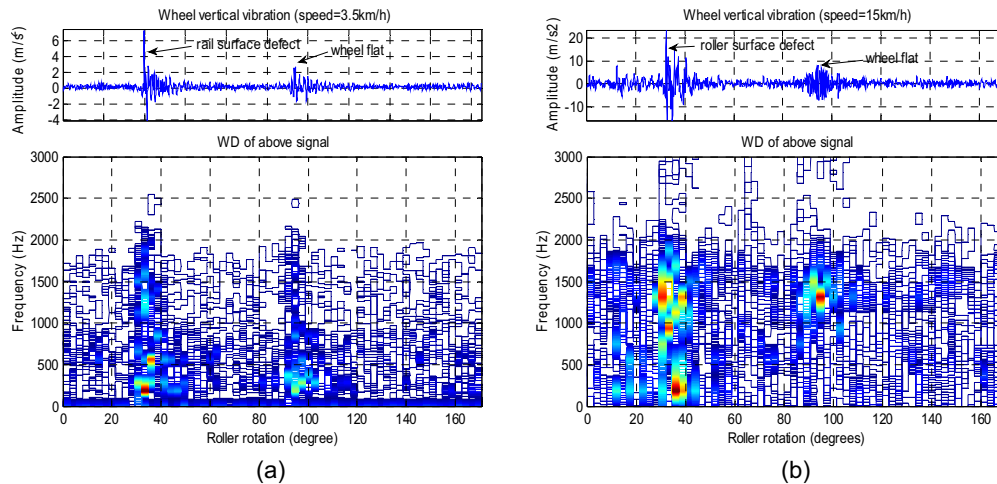 Wheel vertical vibration (speed=3.5km/h)
Amplitude (m/s²)
6
4
2
0
-2
-4
rail surface defect
wheel flat
WD of above signal
Frequency (Hz)
3000
2500
2000
1500
1000
500
0
0 20 40 60 80 100 120 140 160
Roller rotation (degree)
(a)
Wheel vertical vibration (speed=15km/h)
Amplitude (m/s2)
20
10
0
-10
roller surface defect
wheel flat
WD of above signal
Frequency (Hz)
3000
2500
2000
1500
1000
500
0
0 20 40 60 80 100 120 140 160
Roller rotation (degrees)
(b)